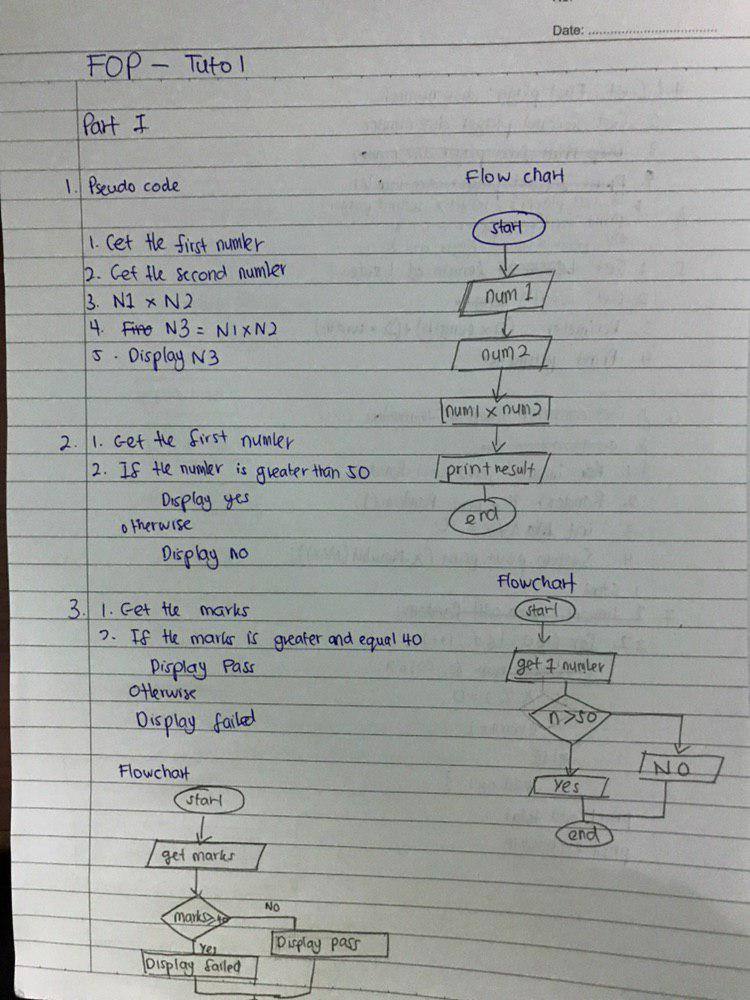 Date: ..............................
FOP - Tuto 1
Part I
1. Pseudo code
1. Get the first number
2. Get the second number
3. N1 x N2
4. N3 = N1 x N2
5. Display N3
Flow chart
start
num 1
num 2
num1 x num2
print result
end
2. 1. Get the first number
2. If the number is greater than 50
Display yes
otherwise
Display no
Flowchart
start
get 1 number
n>50
NO
Yes
end
3. 1. Get the marks
2. If the marks is greater and equal 40
Display Pass
Otherwise
Display failed
Flowchart
start
get marks
marks≥40
NO
Yes
Display pass
Display failed